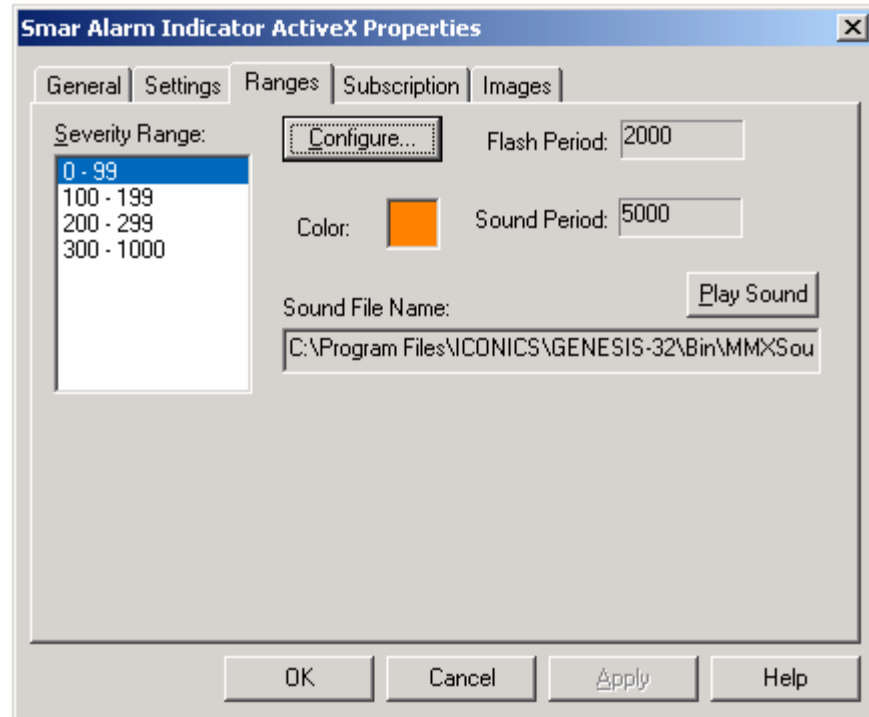 Smar Alarm Indicator ActiveX Properties
General Settings Ranges Subscription Images
Severity Range:
0 - 99
100 - 199
200 - 299
300 - 1000
Configure...
Flash Period: 2000
Color:
Sound Period: 5000
Play Sound
Sound File Name:
C:\Program Files\ICONICS\GENESIS-32\Bin\MMXSou
OK Cancel Apply Help